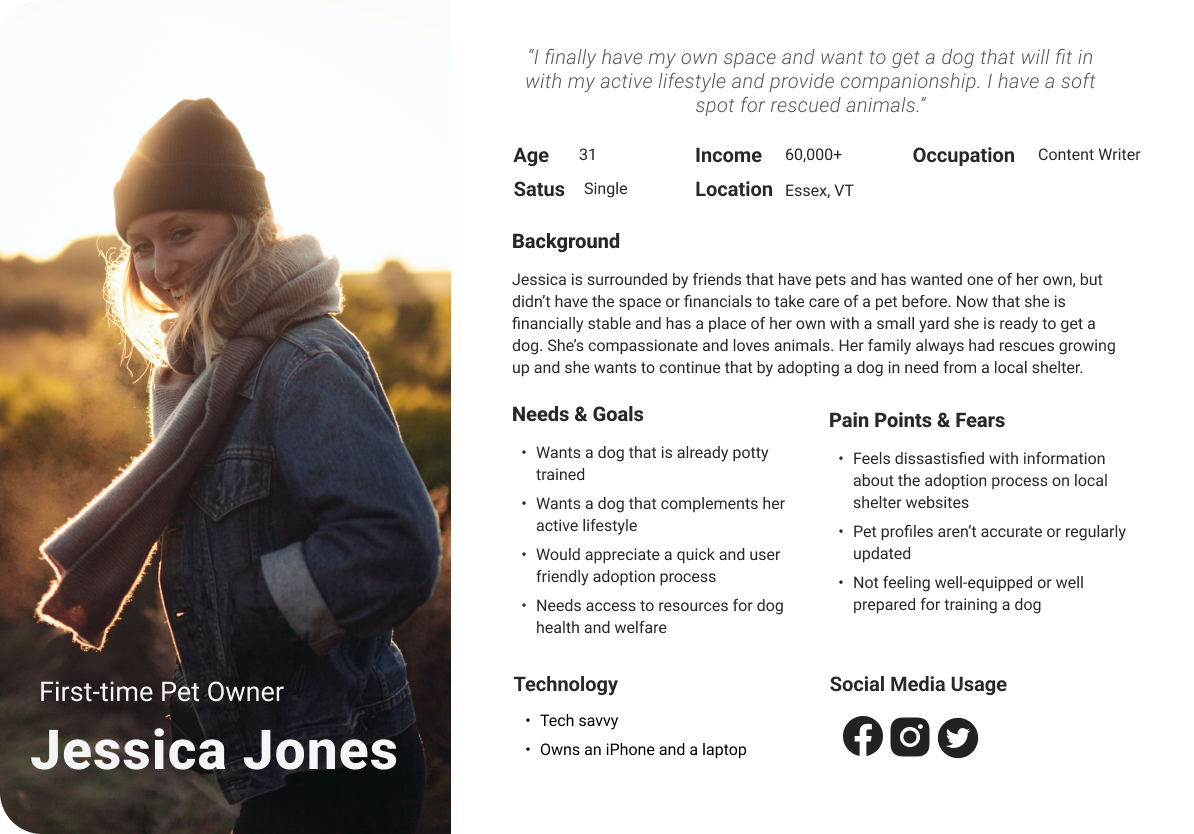 “I finally have my own space and want to get a dog that will fit in
with my active lifestyle and provide companionship. I have a soft
spot for rescued animals.”
Age 31 Income 60,000+ Occupation Content Writer
Satus Single Location Essex, VT
Background
Jessica is surrounded by friends that have pets and has wanted one of her own, but
didn’t have the space or financials to take care of a pet before. Now that she is
financially stable and has a place of her own with a small yard she is ready to get a
dog. She’s compassionate and loves animals. Her family always had rescues growing
up and she wants to continue that by adopting a dog in need from a local shelter.
Needs & Goals
• Wants a dog that is already potty
trained
• Wants a dog that complements her
active lifestyle
• Would appreciate a quick and user
friendly adoption process
• Needs access to resources for dog
health and welfare
Pain Points & Fears
• Feels dissastisfied with information
about the adoption process on local
shelter websites
• Pet profiles aren’t accurate or regularly
updated
• Not feeling well-equipped or well
prepared for training a dog
Technology
• Tech savvy
• Owns an iPhone and a laptop
Social Media Usage
First-time Pet Owner
Jessica Jones